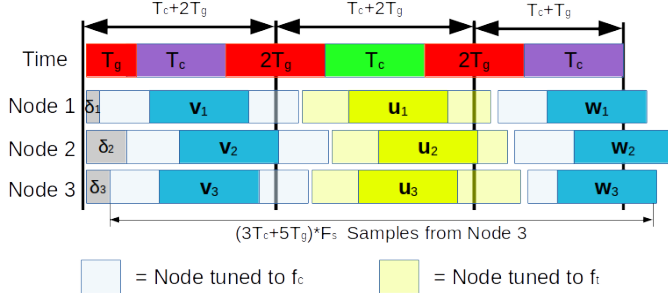 Tc+2Tg Tc+2Tg Tc+Tg
Time Tg Tc 2Tg Tc 2Tg Tc
Node 1 δ1 v1 u1 w1
Node 2 δ2 v2 u2 w2
Node 3 δ3 v3 u3 w3
(3Tc+5Tg)*Fs Samples from Node 3
= Node tuned to fc = Node tuned to ft